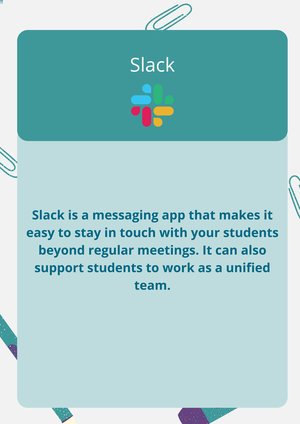 Slack
Slack is a messaging app that makes it
easy to stay in touch with your students
beyond regular meetings. It can also
support students to work as a unified
team.